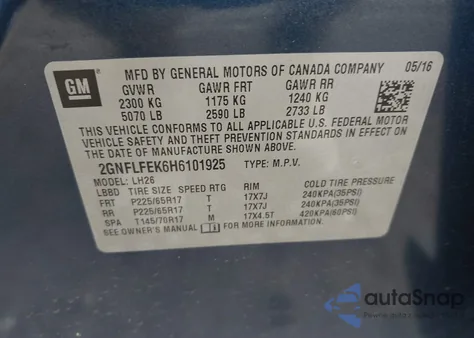 GM
MFD BY GENERAL MOTORS OF CANADA COMPANY 05/16
GVWR GAWR FRT GAWR RR
2300 KG 1175 KG 1240 KG
5070 LB 2590 LB 2733 LB
THIS VEHICLE CONFORMS TO ALL APPLICABLE U.S. FEDERAL MOTOR
VEHICLE SAFETY AND THEFT PREVENTION STANDARDS IN EFFECT ON
THE DATE OF MANUFACTURE SHOWN ABOVE.
2GNFLFEK6H6101925 TYPE: M.P.V.
MODEL: LH26
LBBD TIRE SIZE SPEED RTG RIM COLD TIRE PRESSURE
FRT P225/65R17 T 17X7J 240KPA(35PSI)
RR P225/65R17 T 17X7J 240KPA(35PSI)
SPA T145/70R17 M 17X4.5T 420KPA(60PSI)
SEE OWNER'S MANUAL i FOR MORE INFORMATION.
autoSnap